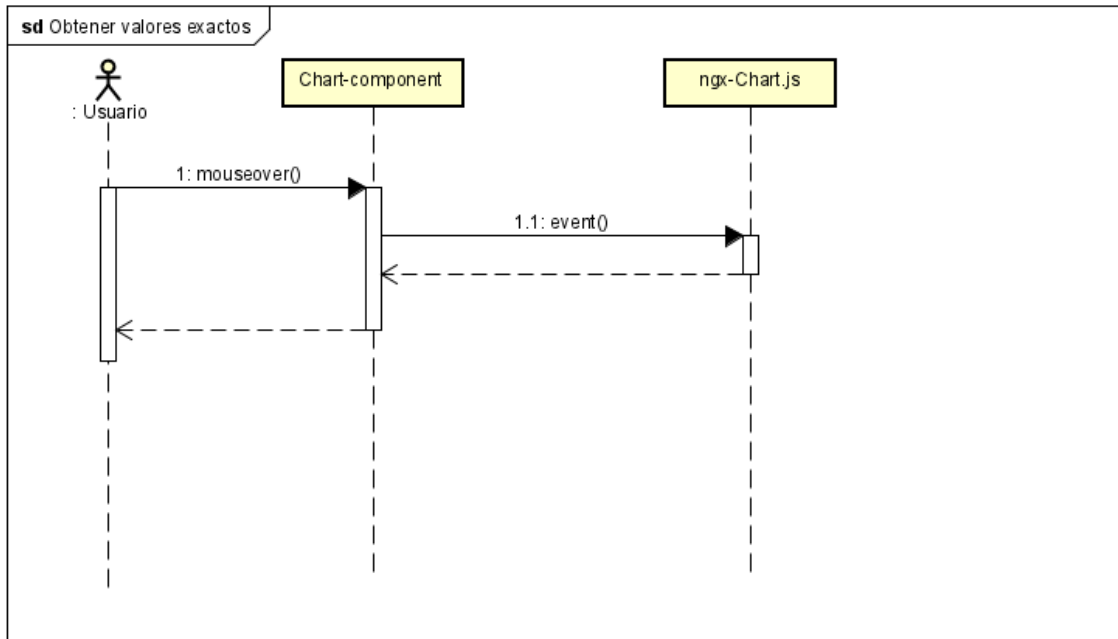 sd Obtener valores exactos
: Usuario
Chart-component
ngx-Chart.js
1: mouseover()
1.1: event()